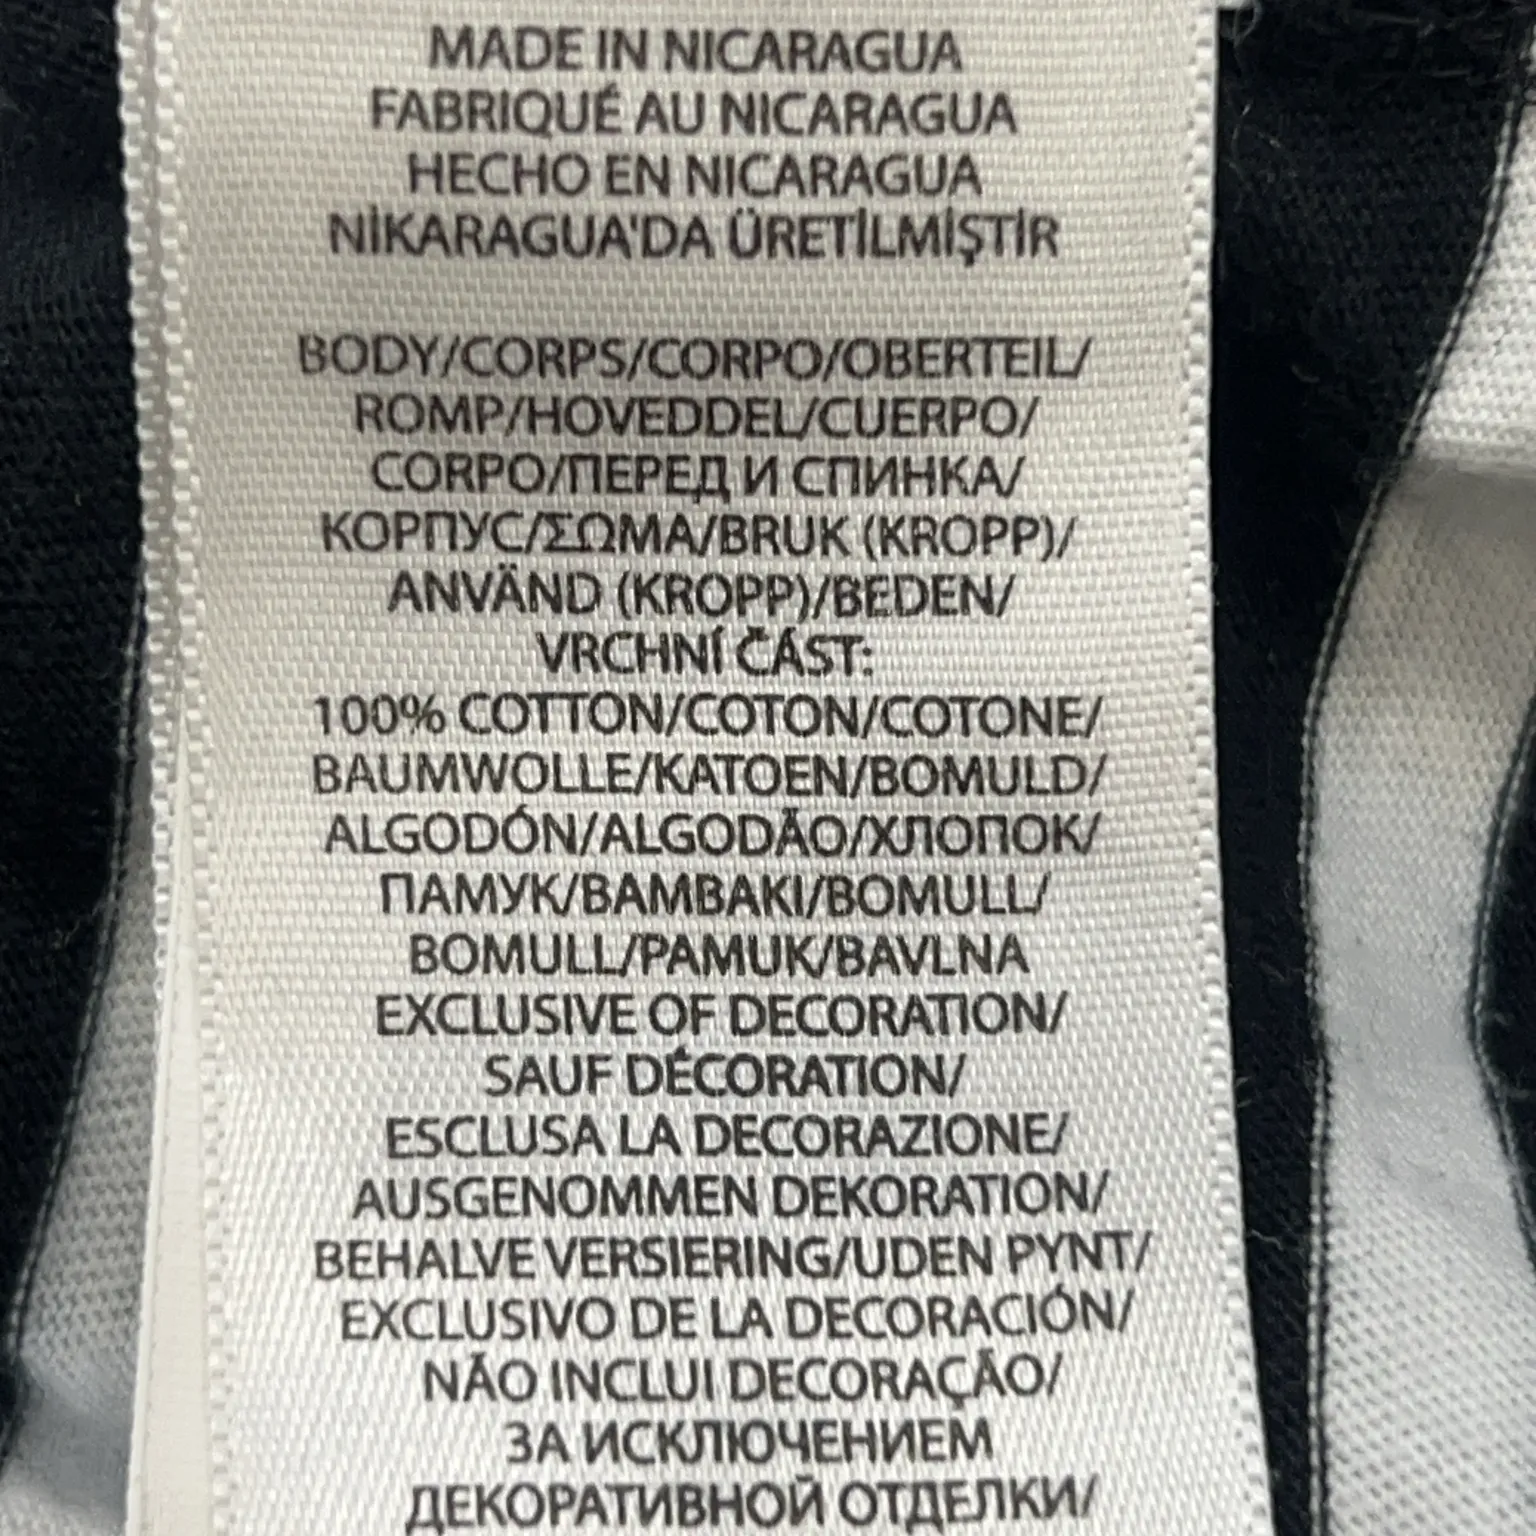 MADE IN NICARAGUA
FABRIQUÉ AU NICARAGUA
HECHO EN NICARAGUA
NİKARAGUA'DA ÜRETİLMİŞTİR
BODY/CORPS/CORPO/OBERTEIL/
ROMP/HOVEDDEL/CUERPO/
CORPO/ПЕРЕД И СПИНКА/
КОРПУС/ΣΩΜΑ/BRUK (KROPP)/
ANVÄND (KROPP)/BEDEN/
VRCHNÍ ČÁST:
100% COTTON/COTON/COTONE/
BAUMWOLLE/KATOEN/BOMULD/
ALGODÓN/ALGODÃO/ХЛОПОК/
ПАМУК/ΒΑΜΒΑΚΙ/BOMULL/
BOMULL/PAMUK/BAVLNA
EXCLUSIVE OF DECORATION/
SAUF DÉCORATION/
ESCLUSA LA DECORAZIONE/
AUSGENOMMEN DEKORATION/
BEHALVE VERSIERING/UDEN PYNT/
EXCLUSIVO DE LA DECORACIÓN/
NÃO INCLUI DECORAÇÃO/
ЗА ИСКЛЮЧЕНИЕМ
ДЕКОРАТИВНОЙ ОТДЕЛКИ/